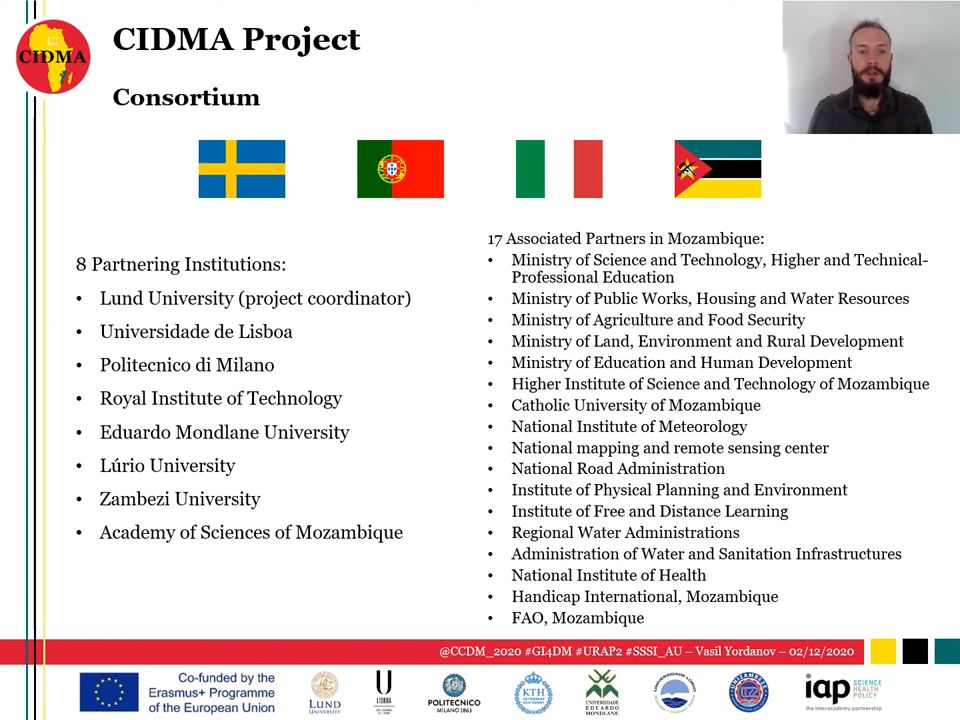 CIDMA
CIDMA Project
Consortium
8 Partnering Institutions:
• Lund University (project coordinator)
• Universidade de Lisboa
• Politecnico di Milano
• Royal Institute of Technology
• Eduardo Mondlane University
• Lúrio University
• Zambezi University
• Academy of Sciences of Mozambique
17 Associated Partners in Mozambique:
• Ministry of Science and Technology, Higher and Technical-
Professional Education
• Ministry of Public Works, Housing and Water Resources
• Ministry of Agriculture and Food Security
• Ministry of Land, Environment and Rural Development
• Ministry of Education and Human Development
• Higher Institute of Science and Technology of Mozambique
• Catholic University of Mozambique
• National Institute of Meteorology
• National mapping and remote sensing center
• National Road Administration
• Institute of Physical Planning and Environment
• Institute of Free and Distance Learning
• Regional Water Administrations
• Administration of Water and Sanitation Infrastructures
• National Institute of Health
• Handicap International, Mozambique
• FAO, Mozambique
@CCDM_2020 #GI4DM #URAP2 #SSSI_AU – Vasil Yordanov – 02/12/2020
Co-funded by the
Erasmus+ Programme
of the European Union
LUND
UNIVERSITY
U
LISBOA
POLITECNICO
MILANO 1863
KTH
UNIVERSIDADE
EDUARDO
MONDLANE
iap SCIENCE
HEALTH
POLICY
the interacademy partnership